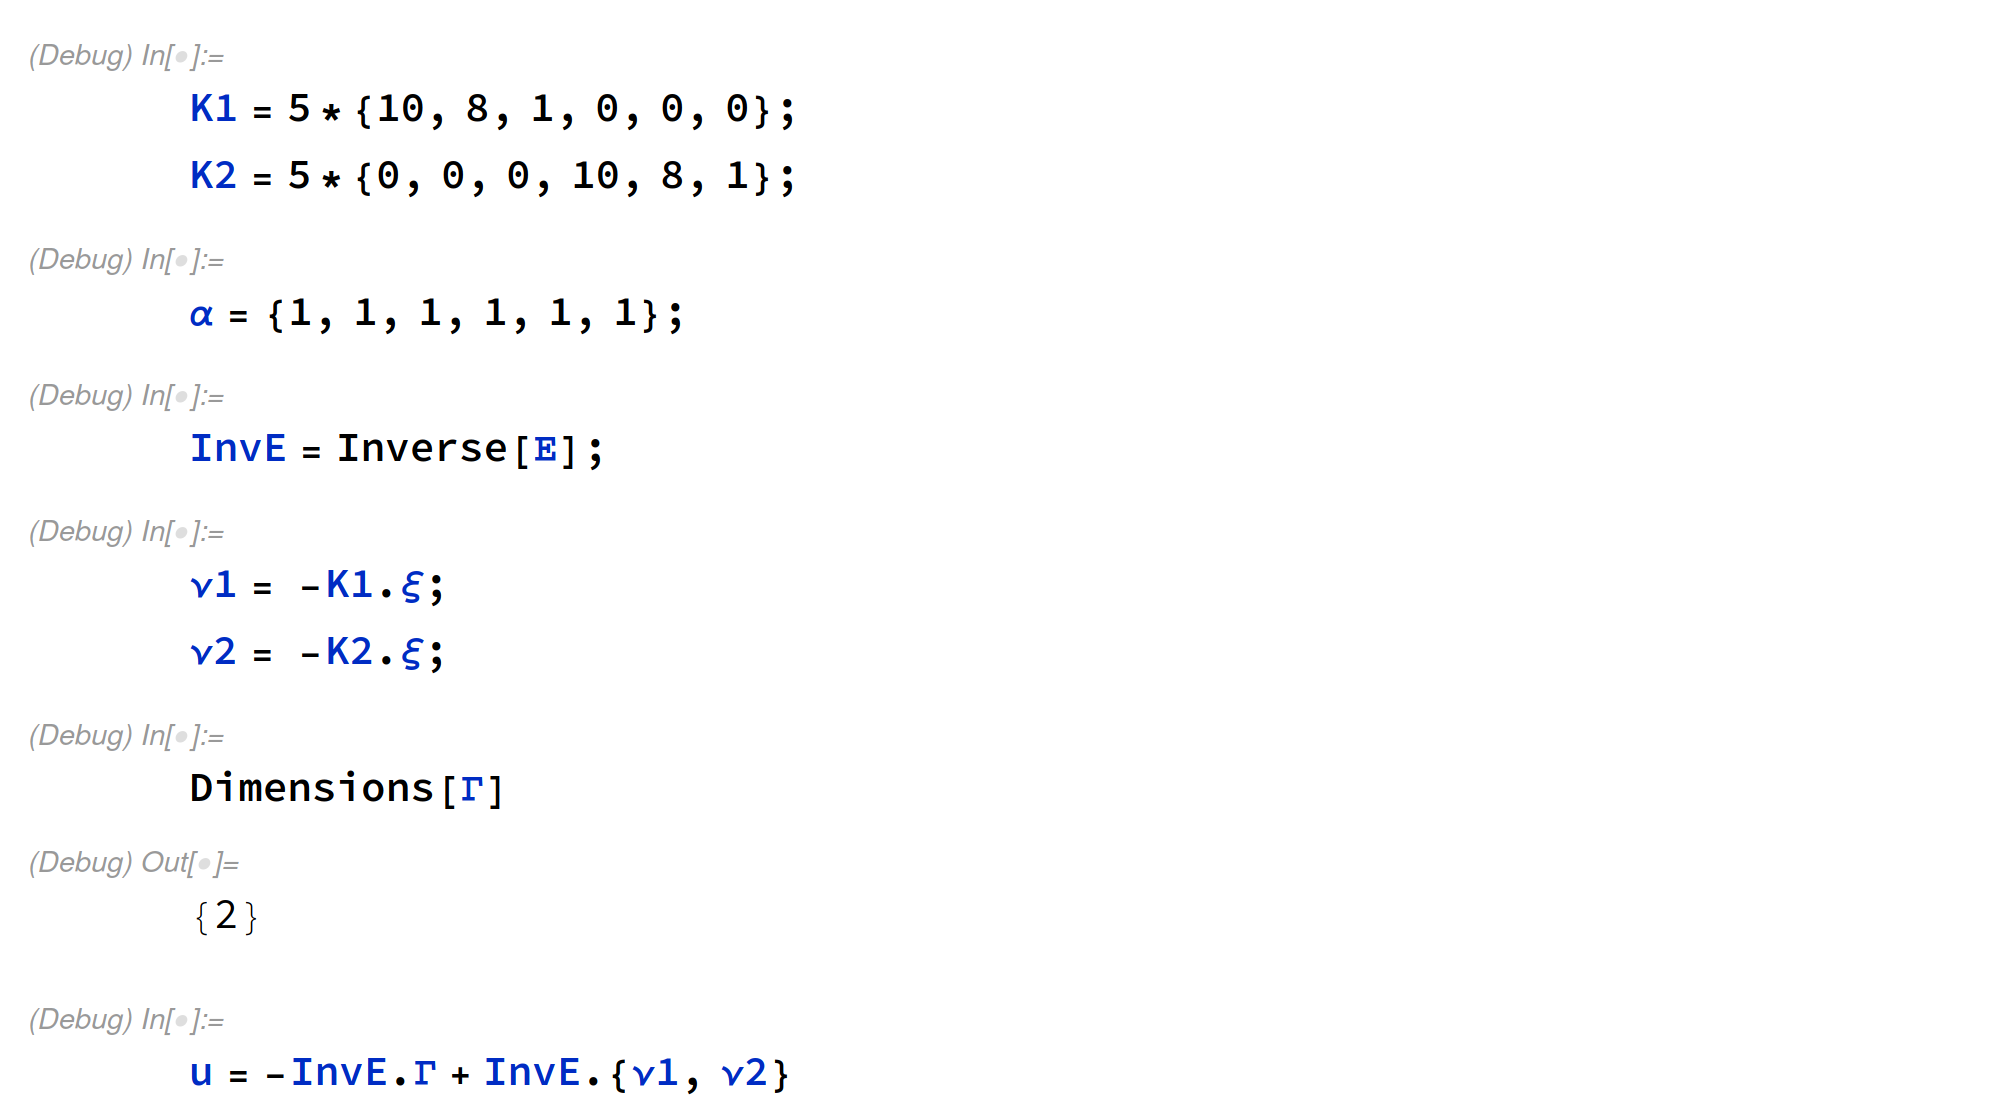 (Debug) In[•]:=
K1 = 5 * {10, 8, 1, 0, 0, 0};
K2 = 5 * {0, 0, 0, 10, 8, 1};
(Debug) In[•]:=
α = {1, 1, 1, 1, 1, 1};
(Debug) In[•]:=
InvE = Inverse[Ε];
(Debug) In[•]:=
ν1 = -K1.ξ;
ν2 = -K2.ξ;
(Debug) In[•]:=
Dimensions[Γ]
(Debug) Out[•]=
{2}
(Debug) In[•]:=
u = -InvE.Γ + InvE.{ν1, ν2}